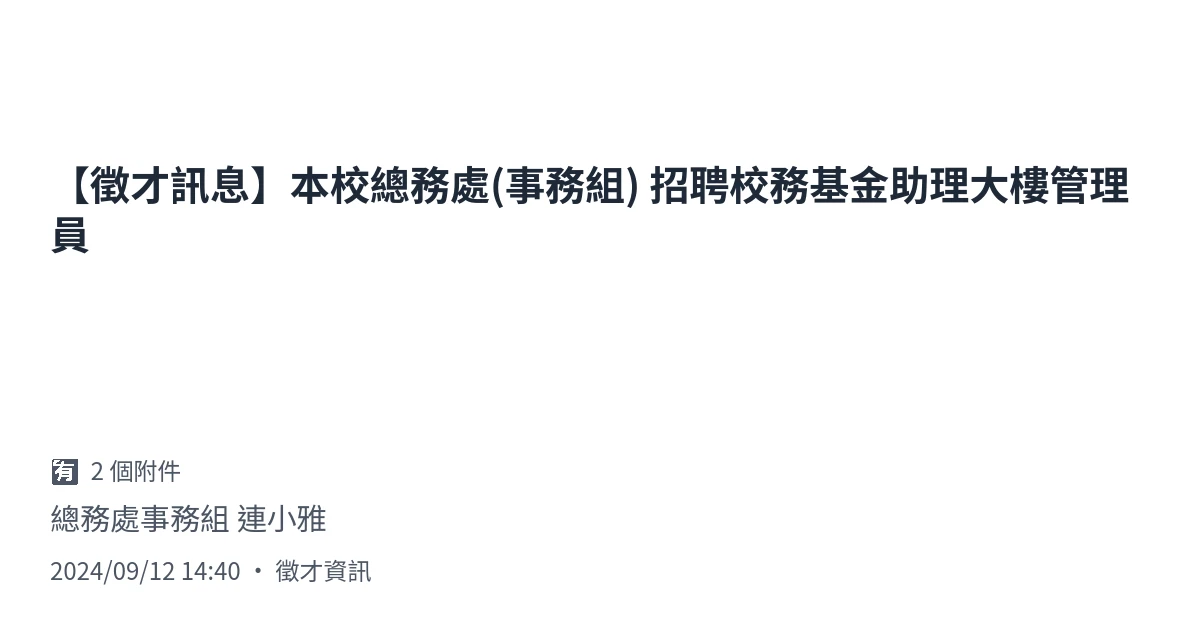 【徵才訊息】本校總務處(事務組) 招聘校務基金助理大樓管理
員
有 2 個附件
總務處事務組 連小雅
2024/09/12 14:40 ・ 徵才資訊